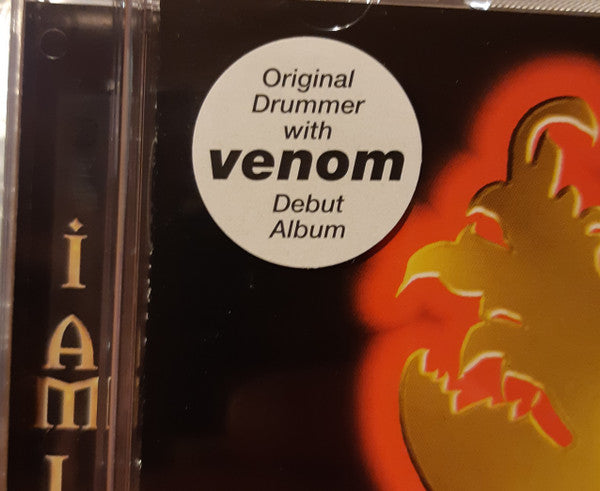 Original
Drummer
with
venom
Debut
Album
i
A
M